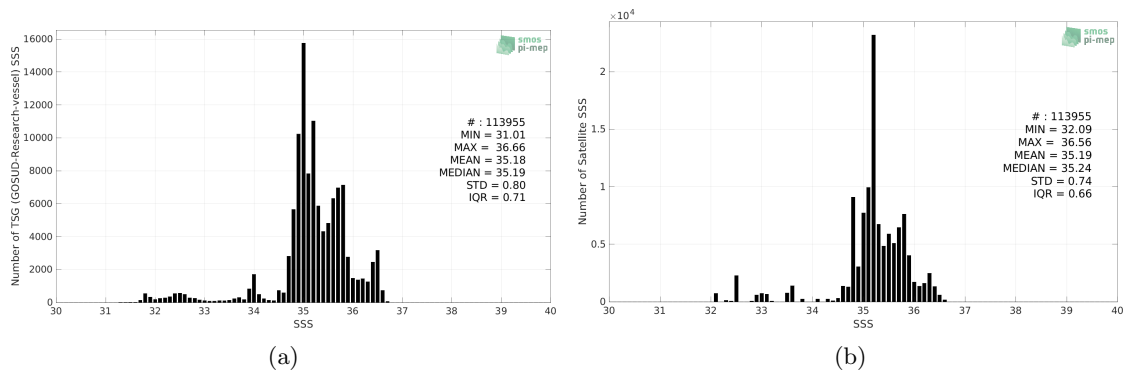 Number of TSG (GOSUD-Research-vessel) SSS
16000
14000
12000
10000
8000
6000
4000
2000
0
30 31 32 33 34 35 36 37 38 39 40
SSS
smos
pi-mep
# : 113955
MIN = 31.01
MAX = 36.66
MEAN = 35.18
MEDIAN = 35.19
STD = 0.80
IQR = 0.71
(a)
Number of Satellite SSS
×10⁴
2
1.5
1
0.5
0
30 31 32 33 34 35 36 37 38 39 40
SSS
smos
pi-mep
# : 113955
MIN = 32.09
MAX = 36.56
MEAN = 35.19
MEDIAN = 35.24
STD = 0.74
IQR = 0.66
(b)